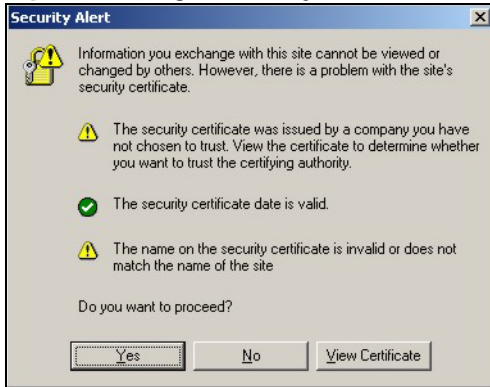 Security Alert
Information you exchange with this site cannot be viewed or
changed by others. However, there is a problem with the site's
security certificate.
The security certificate was issued by a company you have
not chosen to trust. View the certificate to determine whether
you want to trust the certifying authority.
The security certificate date is valid.
The name on the security certificate is invalid or does not
match the name of the site
Do you want to proceed?
Yes
No
View Certificate